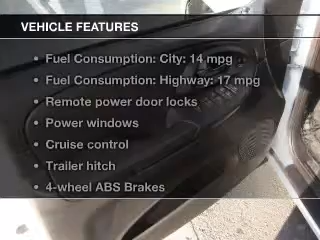 VEHICLE FEATURES
• Fuel Consumption: City: 14 mpg
• Fuel Consumption: Highway: 17 mpg
• Remote power door locks
• Power windows
• Cruise control
• Trailer hitch
• 4-wheel ABS Brakes